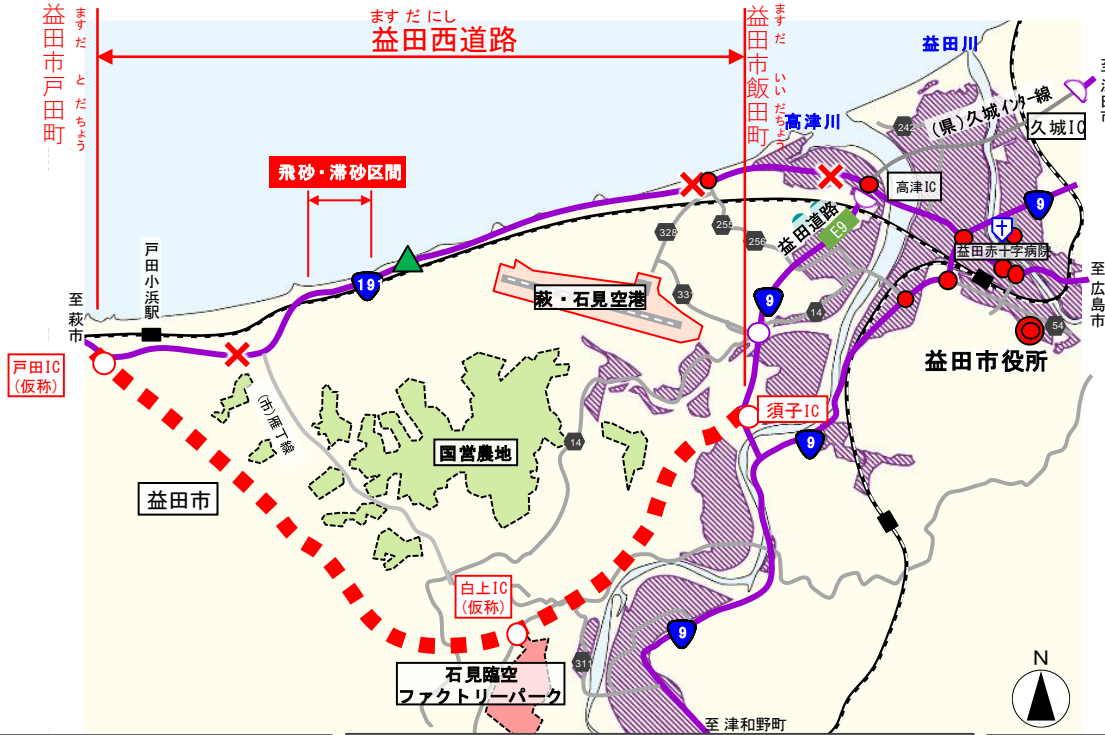 ますだにし
益田西道路
益田市戸田町
ますだとだちょう
益田市飯田町
ますだいいだちょう
益田川
高津川
(県)久城インター線
久城IC
242
飛砂・滞砂区間
高津IC
9
益田道路
E9
益田赤十字病院
328
255
256
戸田小浜駅
至萩市
191
萩・石見空港
331
9
14
至広島市
54
益田市役所
戸田IC
(仮称)
(市)雁丁線
須子IC
国営農地
14
9
益田市
白上IC
(仮称)
9
311
石見臨空
ファクトリーパーク
N
至 津和野町